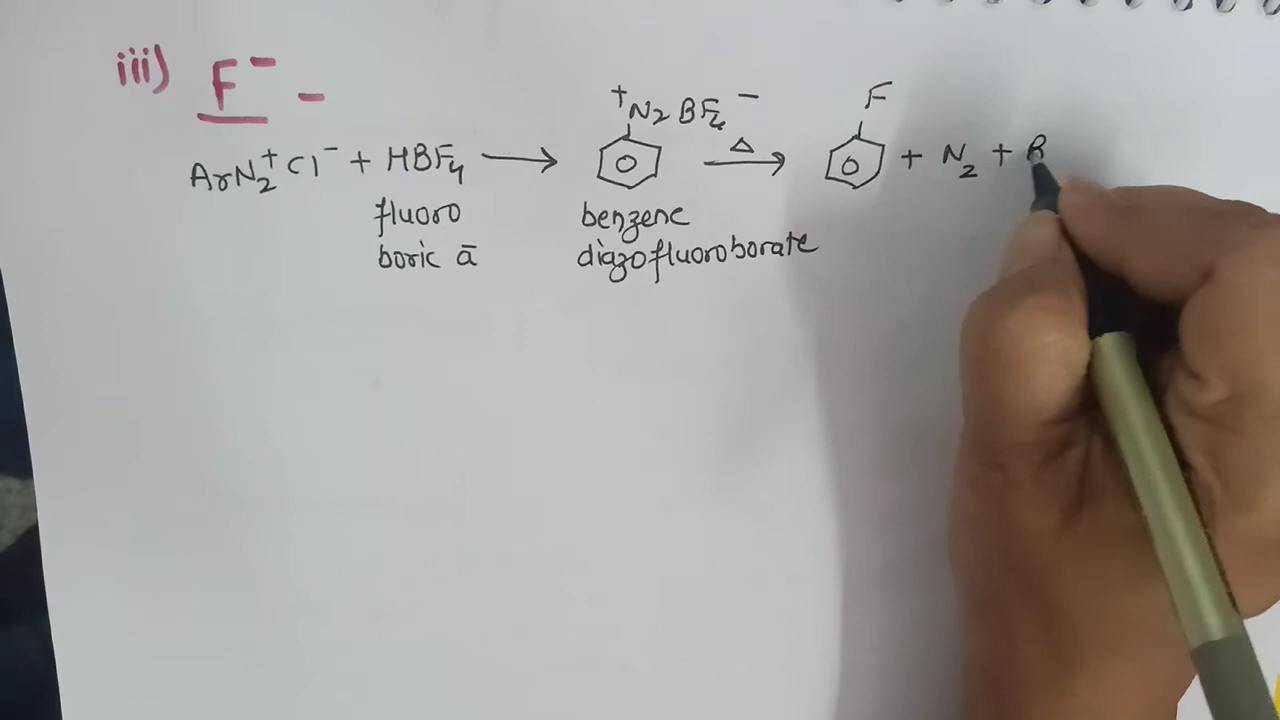 iii) F⁻ -
ArN₂⁺Cl⁻ + HBF₄ ⟶ ⁺N₂BF₄⁻ ⟶ Δ F + N₂ + B
fluoro benzene
boric ā diazofluoroborate